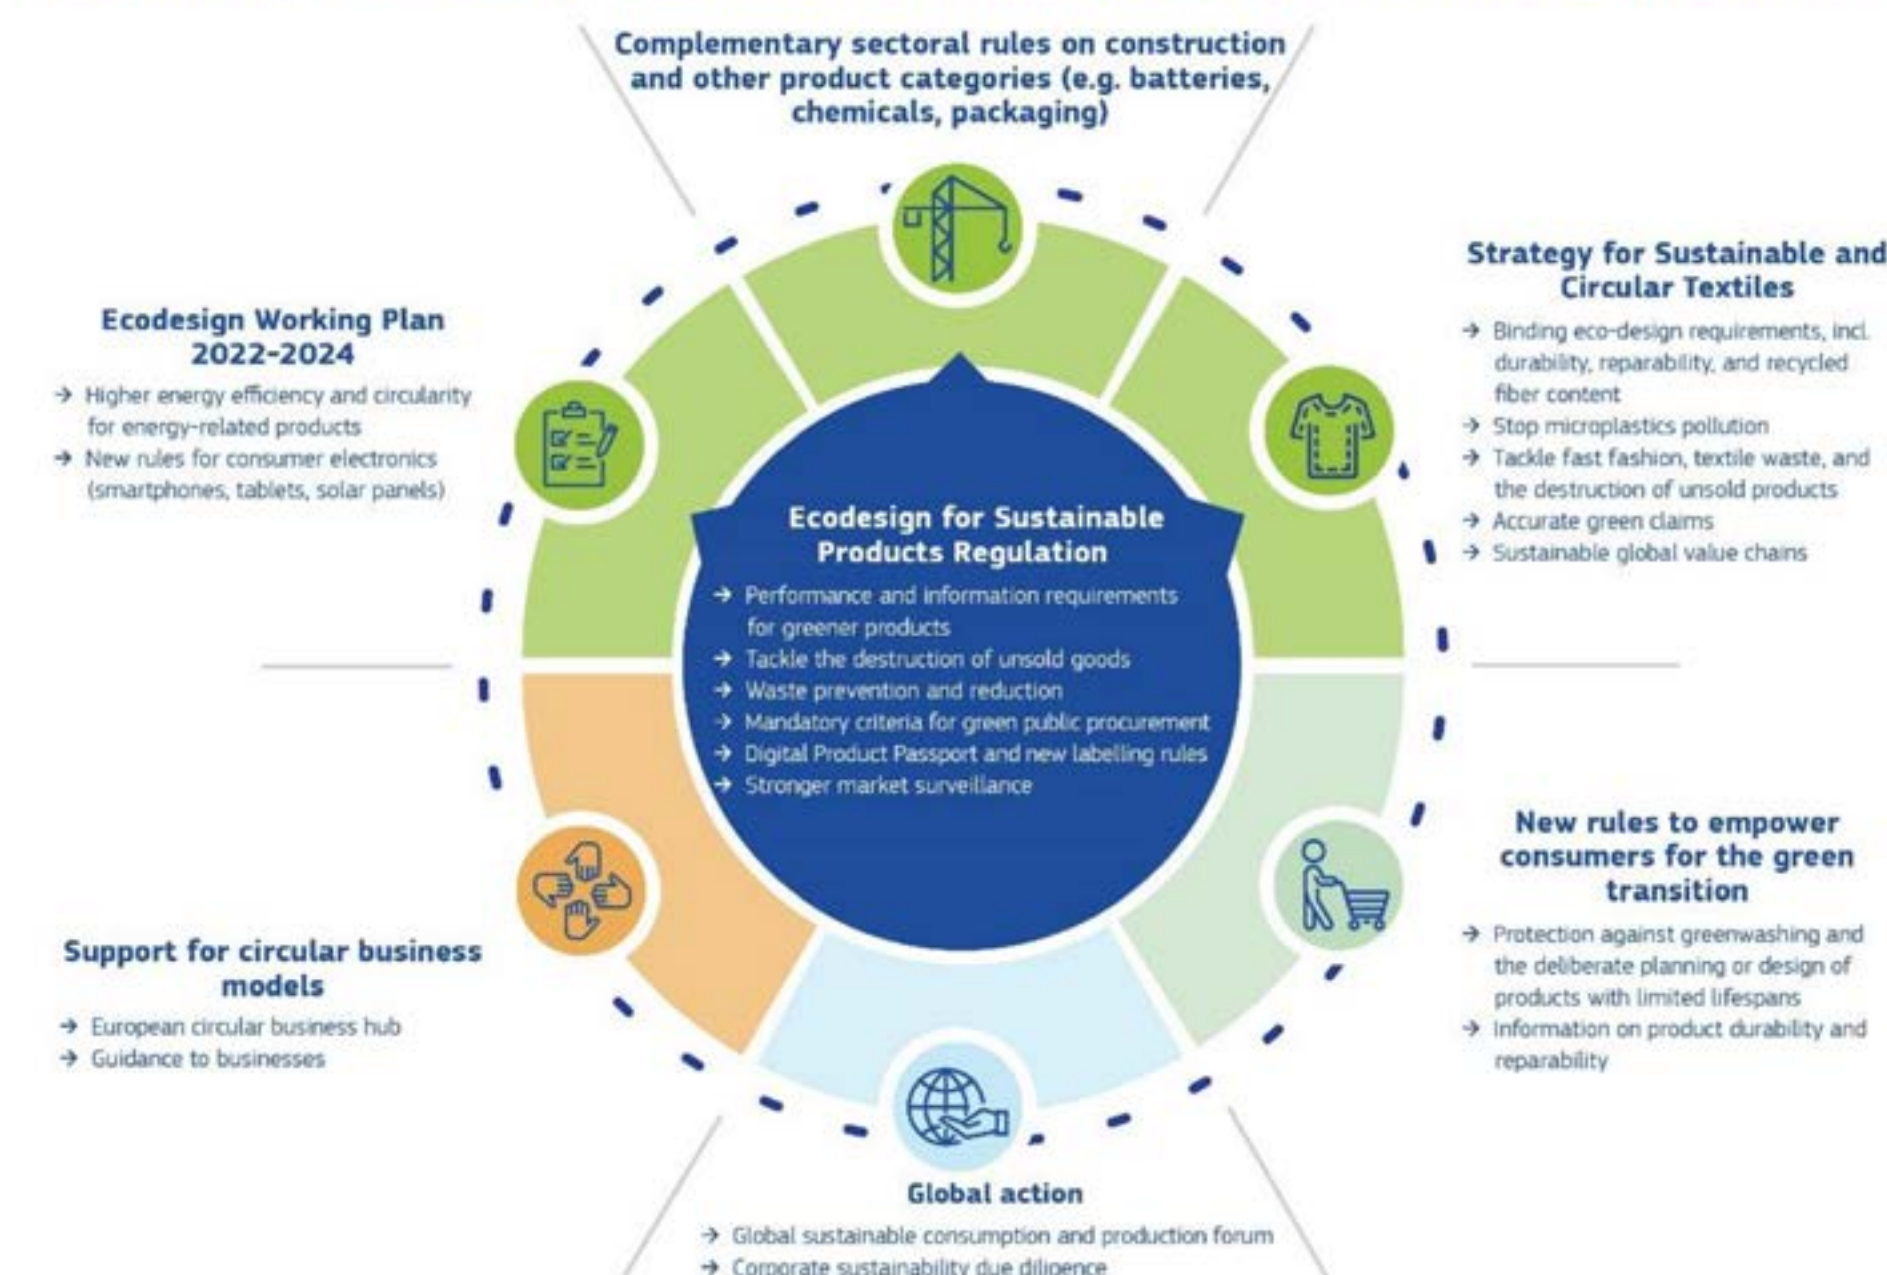 Complementary sectoral rules on construction
and other product categories (e.g. batteries,
chemicals, packaging)
Strategy for Sustainable and
Circular Textiles
→ Binding eco-design requirements, incl.
durability, reparability, and recycled
fiber content
→ Stop microplastics pollution
→ Tackle fast fashion, textile waste, and
the destruction of unsold products
→ Accurate green claims
→ Sustainable global value chains
Ecodesign Working Plan
2022-2024
→ Higher energy efficiency and circularity
for energy-related products
→ New rules for consumer electronics
(smartphones, tablets, solar panels)
Ecodesign for Sustainable
Products Regulation
→ Performance and information requirements
for greener products
→ Tackle the destruction of unsold goods
→ Waste prevention and reduction
→ Mandatory criteria for green public procurement
→ Digital Product Passport and new labelling rules
→ Stronger market surveillance
New rules to empower
consumers for the green
transition
→ Protection against greenwashing and
the deliberate planning or design of
products with limited lifespans
→ Information on product durability and
reparability
Support for circular business
models
→ European circular business hub
→ Guidance to businesses
Global action
→ Global sustainable consumption and production forum
→ Corporate sustainability due diligence